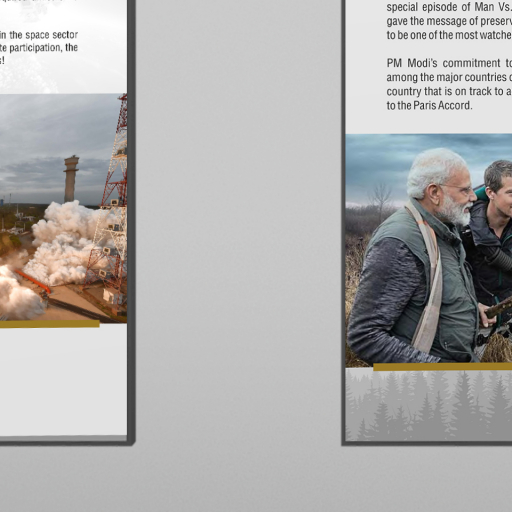 in the space sector
te participation, the
s!
special episode of Man Vs.
gave the message of preserv
to be one of the most watche
PM Modi's commitment to
among the major countries o
country that is on track to a
to the Paris Accord.